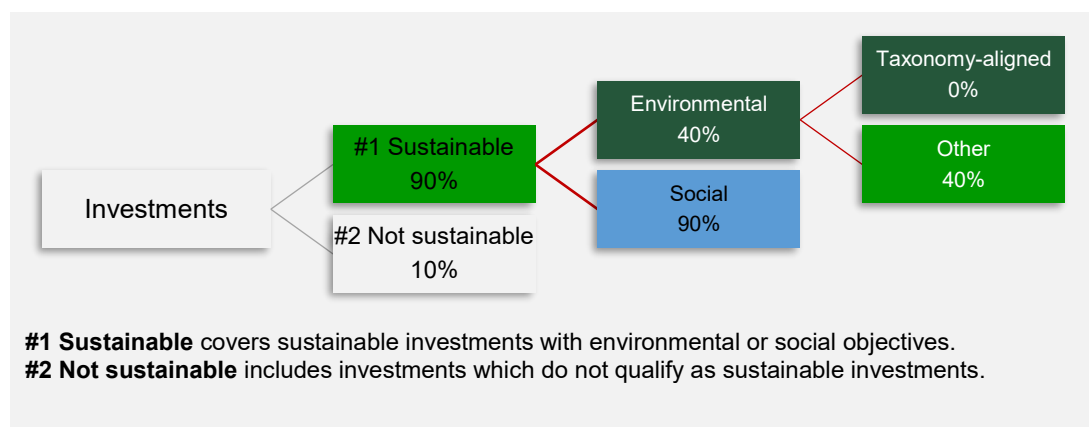 Investments
#1 Sustainable
90%
#2 Not sustainable
10%
Environmental
40%
Social
90%
Taxonomy-aligned
0%
Other
40%
#1 Sustainable covers sustainable investments with environmental or social objectives.
#2 Not sustainable includes investments which do not qualify as sustainable investments.